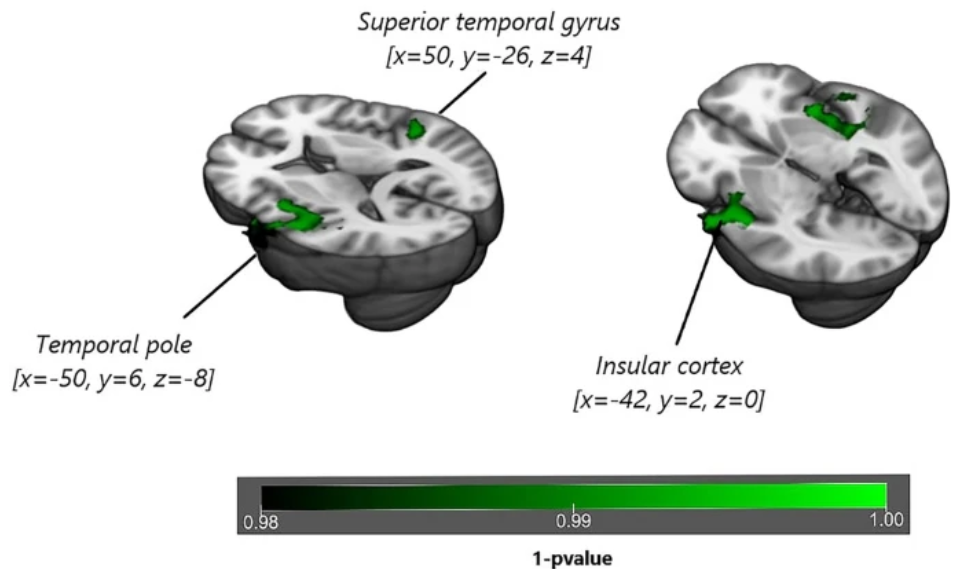 Superior temporal gyrus
[x=50, y=-26, z=4]
Temporal pole
[x=-50, y=6, z=-8]
Insular cortex
[x=-42, y=2, z=0]
0.98 0.99 1.00
1-pvalue